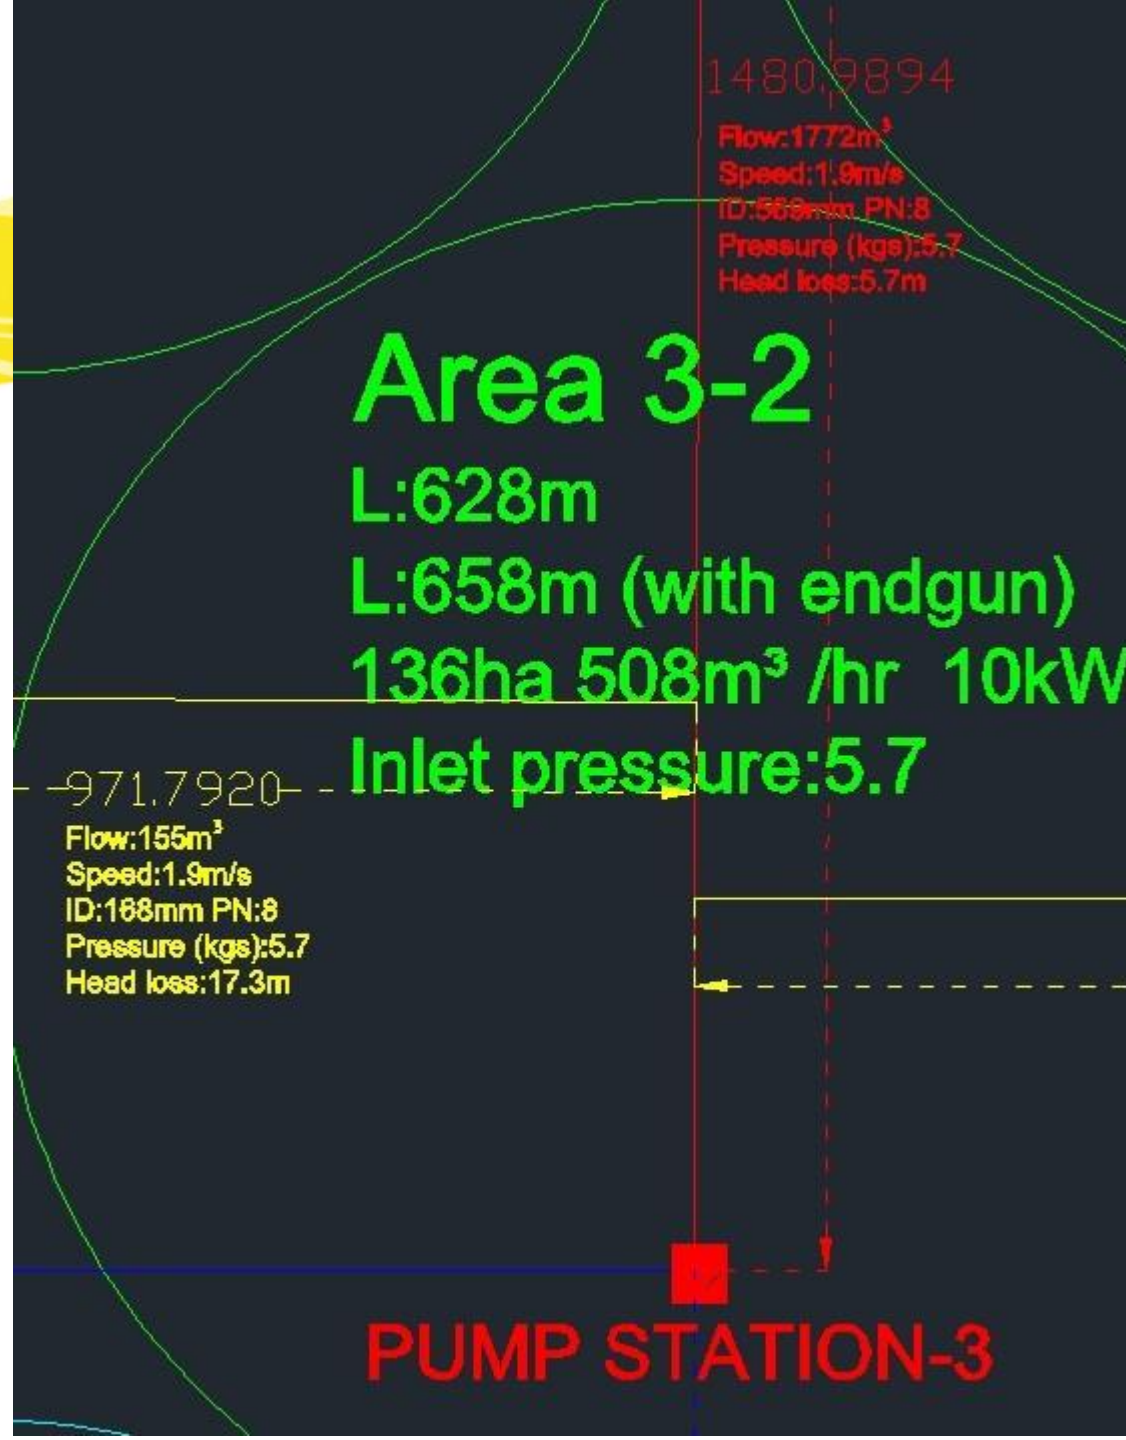 1480.9894
Flow:1772m³
Speed:1.9m/s
ID:569mm PN:8
Pressure (kgs):5.7
Head loss:5.7m
Area 3-2
L:628m
L:658m (with endgun)
136ha 508m³ /hr 10kW
Inlet pressure:5.7
971.7920
Flow:155m³
Speed:1.9m/s
ID:168mm PN:8
Pressure (kgs):5.7
Head loss:17.3m
PUMP STATION-3